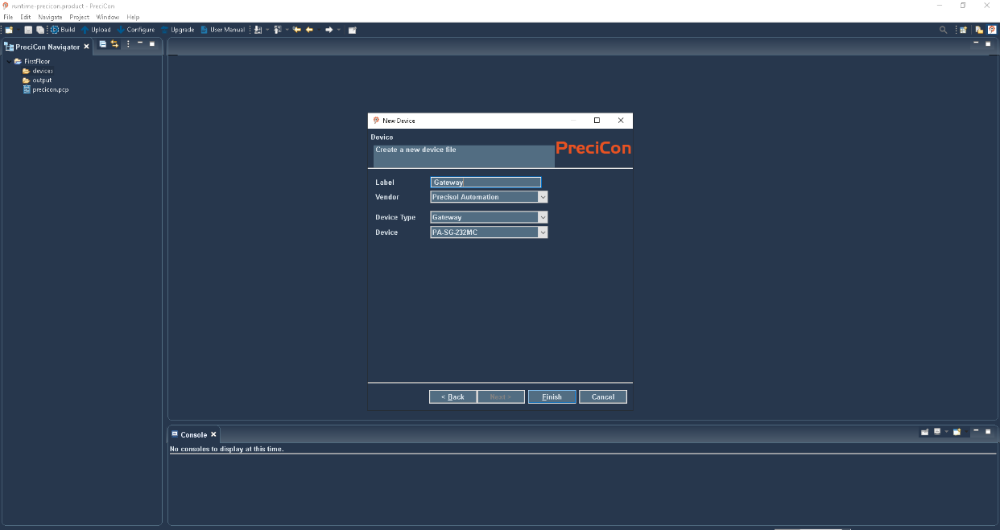 runtime-precicon.product - PreciCon
File Edit Navigate Project Window Help
Build Upload Configure Upgrade User Manual
PreciCon Navigator
FirstFloor
devices
output
precicon.pcp
New Device
Device
PreciCon
Create a new device file
Label Gateway
Vendor Precisol Automation
Device Type Gateway
Device PA-SG-232MC
< Back Next > Finish Cancel
Console
No consoles to display at this time.